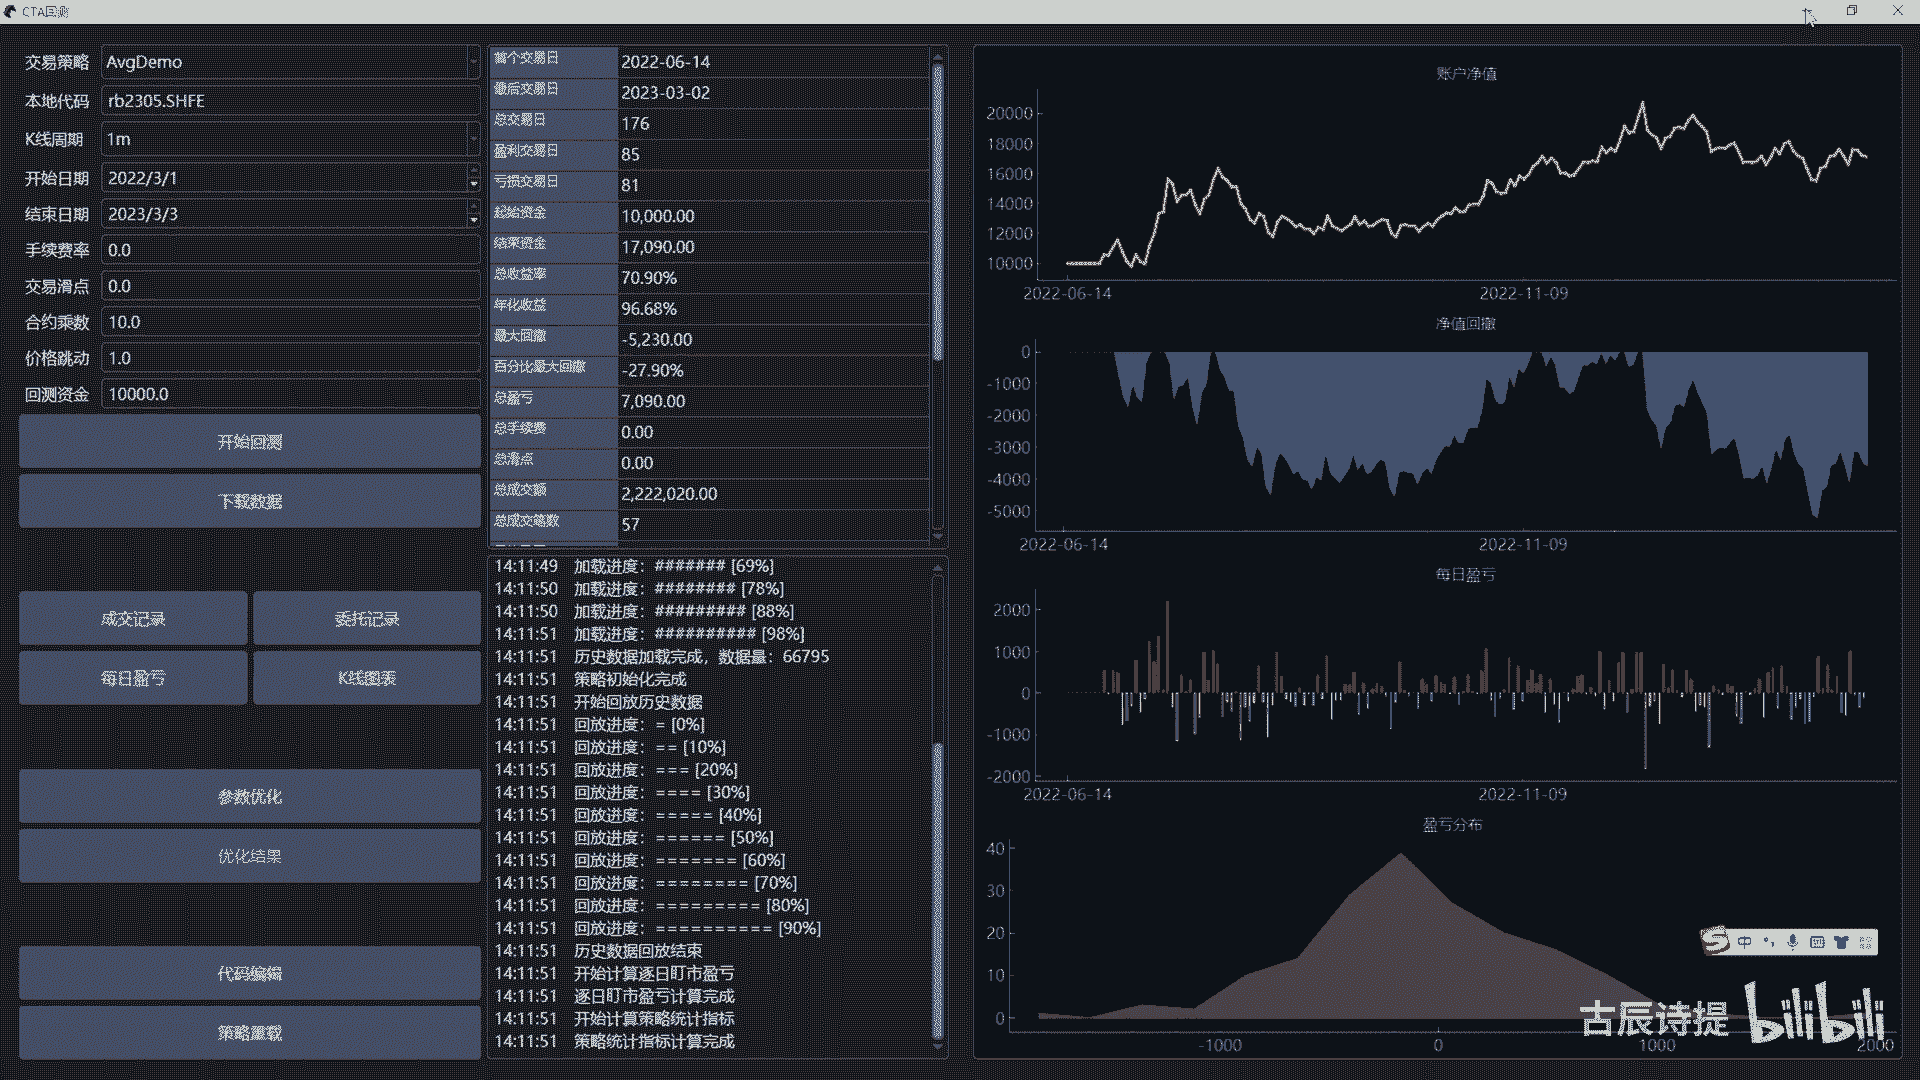 CTA回测
交易策略 AvgDemo
本地代码 rb2305.SHFE
K线周期 1m
开始日期 2022/3/1
结束日期 2023/3/3
手续费率 0.0
交易滑点 0.0
合约乘数 10.0
价格跳动 1.0
回测资金 10000.0
开始回测
下载数据
成交记录 委托记录
每日盈亏 K线图表
参数优化
优化结果
代码编辑
策略重载
首个交易日 2022-06-14
最后交易日 2023-03-02
总交易日 176
盈利交易日 85
亏损交易日 81
起始资金 10,000.00
结束资金 17,090.00
总收益率 70.90%
年化收益 96.68%
最大回撤 -5,230.00
百分比最大回撤 -27.90%
总盈亏 7,090.00
总手续费 0.00
总滑点 0.00
总成交额 2,222,020.00
总成交笔数 57
14:11:49 加载进度：####### [69%]
14:11:50 加载进度：######## [78%]
14:11:50 加载进度：######### [88%]
14:11:51 加载进度：########## [98%]
14:11:51 历史数据加载完成，数据量：66795
14:11:51 策略初始化完成
14:11:51 开始回放历史数据
14:11:51 回放进度：= [0%]
14:11:51 回放进度：== [10%]
14:11:51 回放进度：=== [20%]
14:11:51 回放进度：==== [30%]
14:11:51 回放进度：===== [40%]
14:11:51 回放进度：====== [50%]
14:11:51 回放进度：======= [60%]
14:11:51 回放进度：======== [70%]
14:11:51 回放进度：========= [80%]
14:11:51 回放进度：========== [90%]
14:11:51 历史数据回放结束
14:11:51 开始计算逐日盯市盈亏
14:11:51 逐日盯市盈亏计算完成
14:11:51 开始计算策略统计指标
14:11:51 策略统计指标计算完成
账户净值
20000
18000
16000
14000
12000
10000
2022-06-14 2022-11-09
净值回撤
0
-1000
-2000
-3000
-4000
-5000
2022-06-14 2022-11-09
每日盈亏
2000
1000
0
-1000
-2000
2022-06-14 2022-11-09
盈亏分布
40
30
20
10
0
-1000 0 1000 2000
中
古辰诗提 bilibili